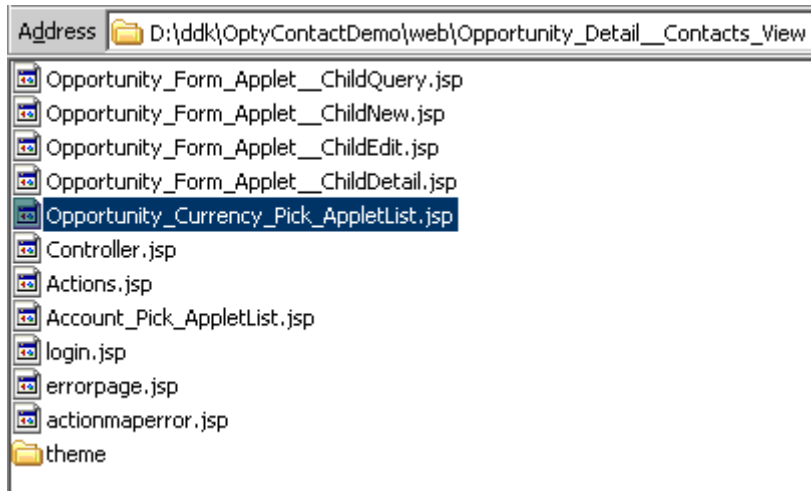 Address D:\ddk\OptyContactDemo\web\Opportunity_Detail__Contacts_View
Opportunity_Form_Applet__ChildQuery.jsp
Opportunity_Form_Applet__ChildNew.jsp
Opportunity_Form_Applet__ChildEdit.jsp
Opportunity_Form_Applet__ChildDetail.jsp
Opportunity_Currency_Pick_AppletList.jsp
Controller.jsp
Actions.jsp
Account_Pick_AppletList.jsp
login.jsp
errorpage.jsp
actionmaperror.jsp
theme